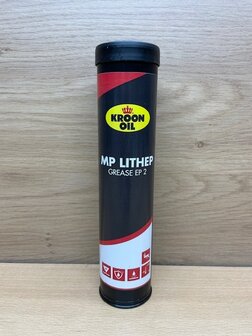 KROON
OIL
MP LITHEP
GREASE EP 2